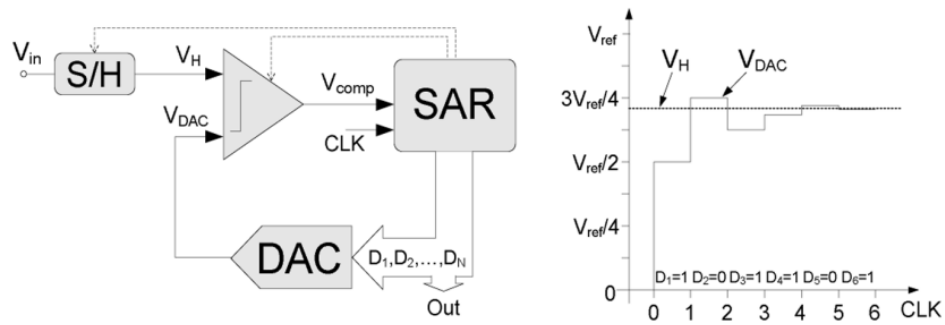 Vin
S/H
VH
VDAC
Vcomp
CLK
SAR
DAC
D1,D2,...,DN
Out
Vref
3Vref/4
Vref/2
Vref/4
0
VH
VDAC
D1=1 D2=0 D3=1 D4=1 D5=0 D6=1
0 1 2 3 4 5 6 CLK